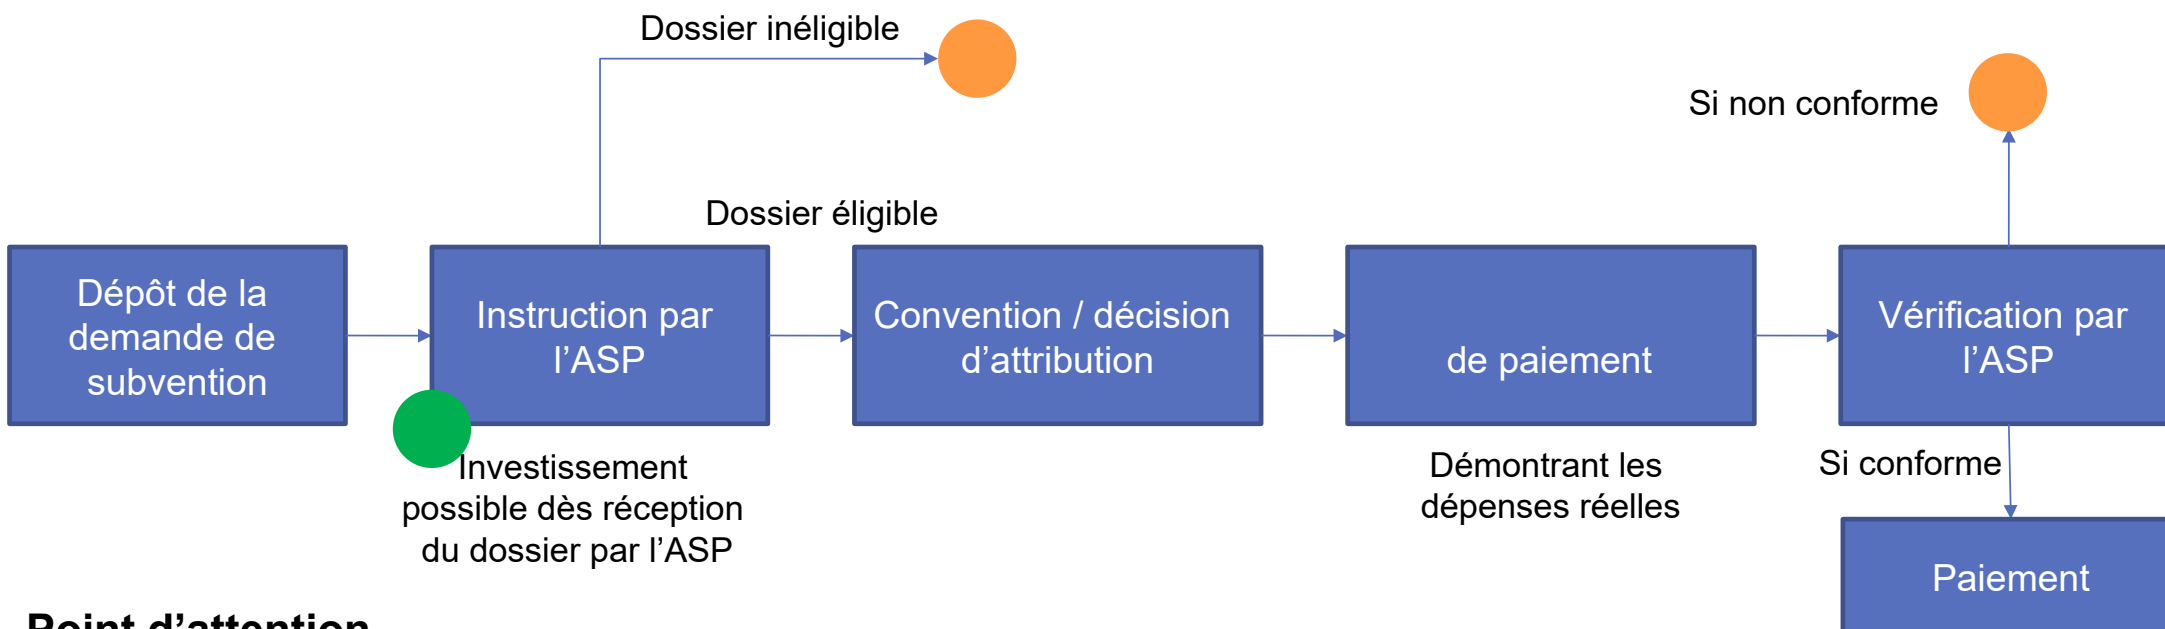 Dossier inéligible
Si non conforme
Dossier éligible
Dépôt de la
demande de
subvention
Instruction par
l’ASP
Convention / décision
d’attribution
de paiement
Vérification par
l’ASP
Investissement
possible dès réception
du dossier par l’ASP
Démontrant les
dépenses réelles
Si conforme
Paiement
Point d’attention